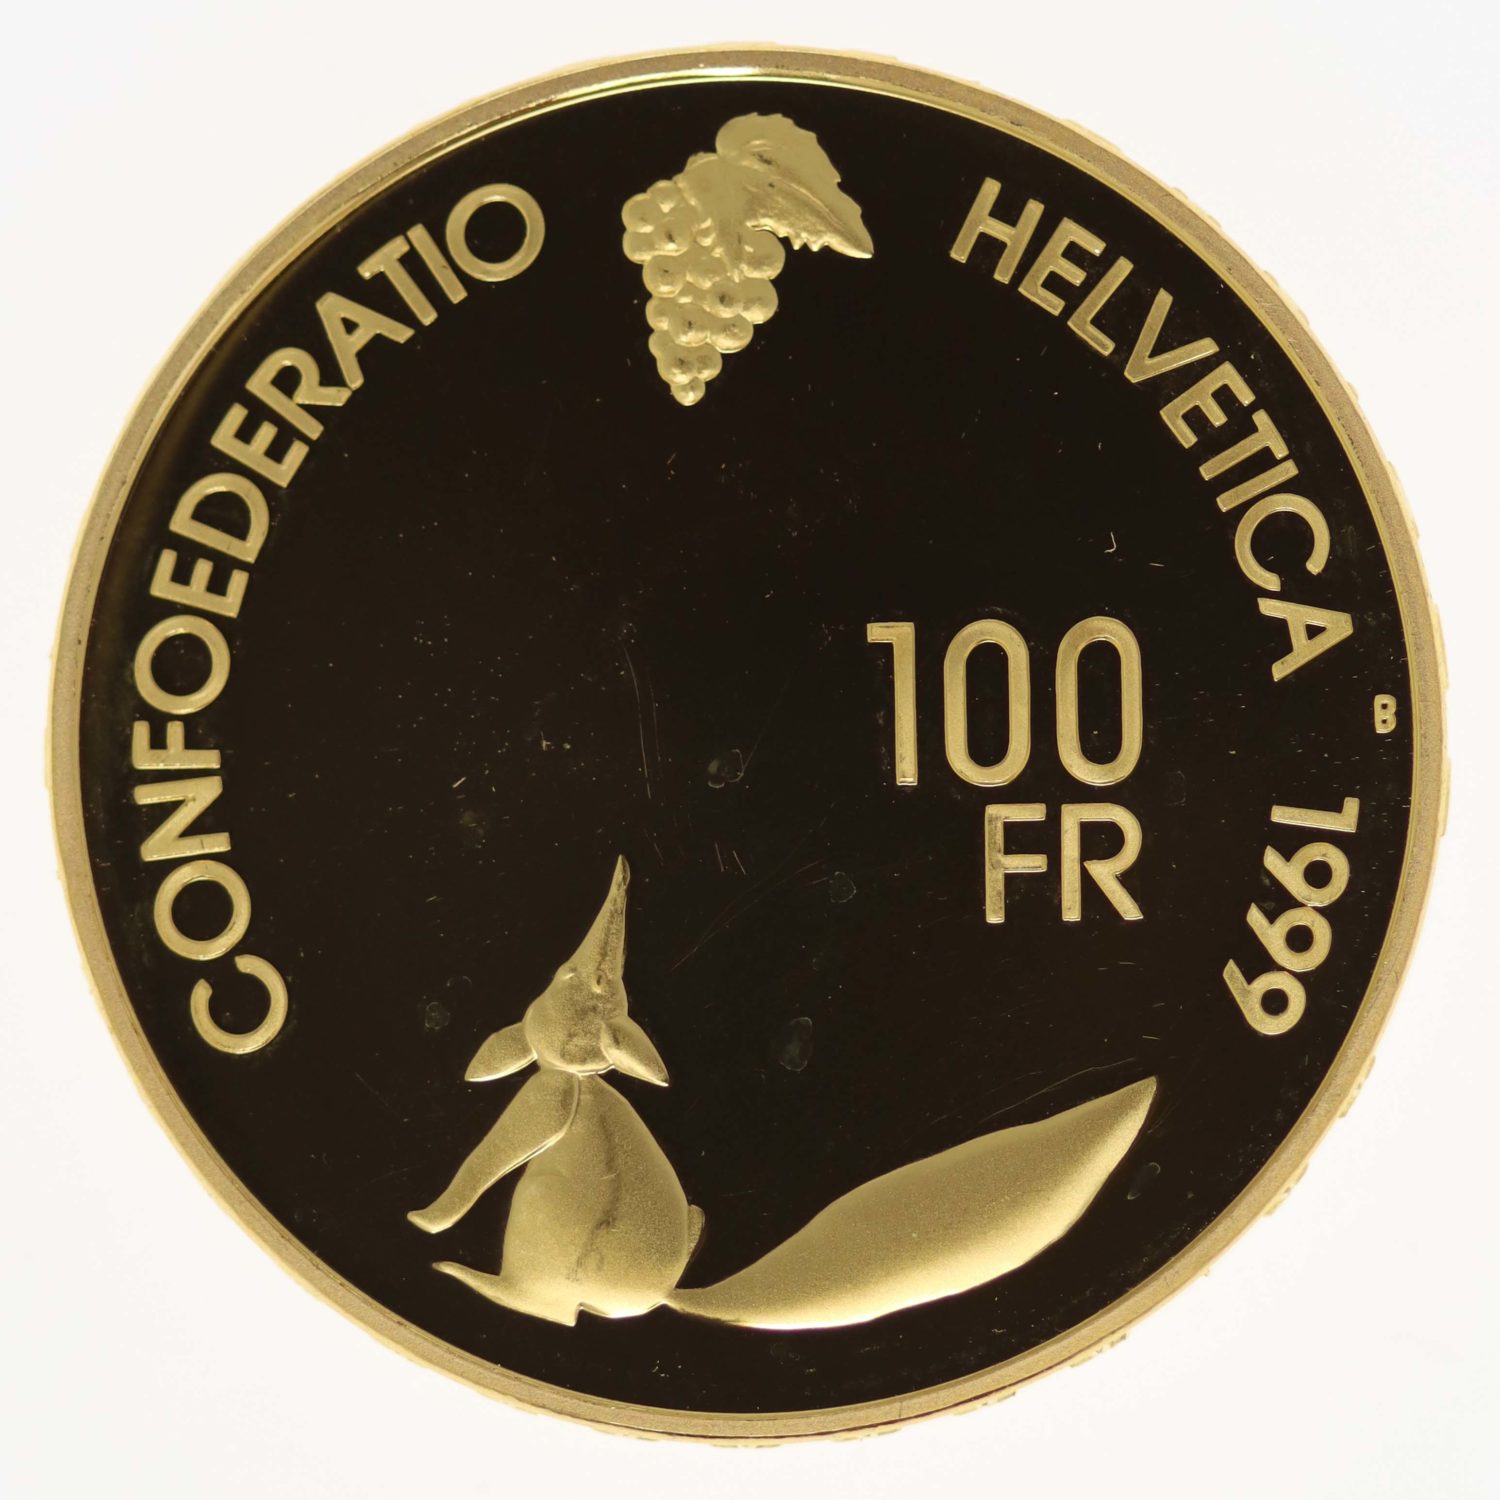 CONFOEDERATIO HELVETICA 1999
B
100
FR